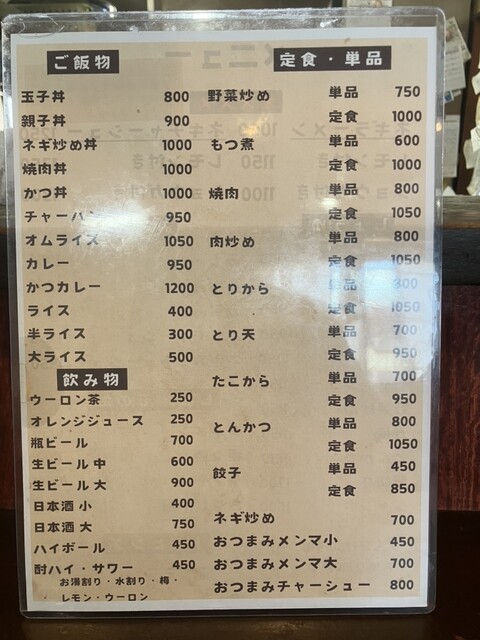 ご飯物
玉子丼 800
親子丼 900
ネギ炒め丼 1000
焼肉丼 1000
かつ丼 1000
チャーハン 950
オムライス 1050
カレー 950
かつカレー 1200
ライス 400
半ライス 300
大ライス 500
飲み物
ウーロン茶 250
オレンジジュース 250
瓶ビール 700
生ビール 中 600
生ビール 大 900
日本酒 小 400
日本酒 大 750
ハイボール 450
酎ハイ・サワー 450
お湯割り・水割り・梅・
レモン・ウーロン
定食・単品
野菜炒め 単品 750
定食 1000
もつ煮 単品 600
定食 1000
焼肉 単品 800
定食 1050
肉炒め 単品 800
定食 1050
とりから 単品 800
定食 1050
とり天 単品 700
定食 950
たこから 単品 700
定食 950
とんかつ 単品 800
定食 1050
餃子 単品 450
定食 850
ネギ炒め 700
おつまみメンマ小 450
おつまみメンマ大 700
おつまみチャーシュー 800